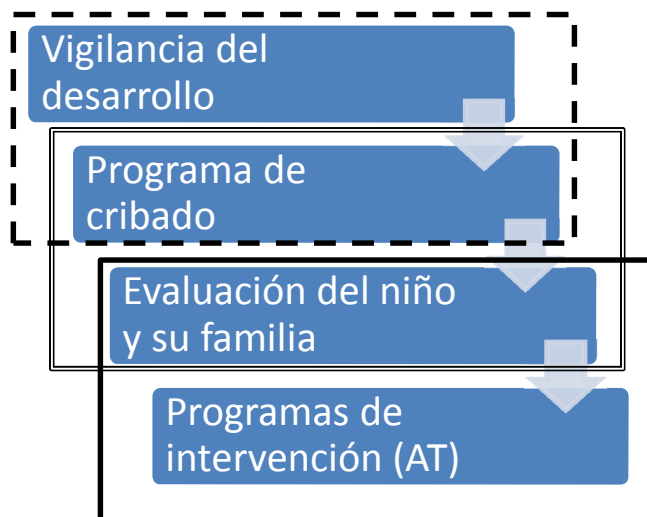 Vigilancia del
desarrollo
Programa de
cribado
Evaluación del niño
y su familia
Programas de
intervención (AT)